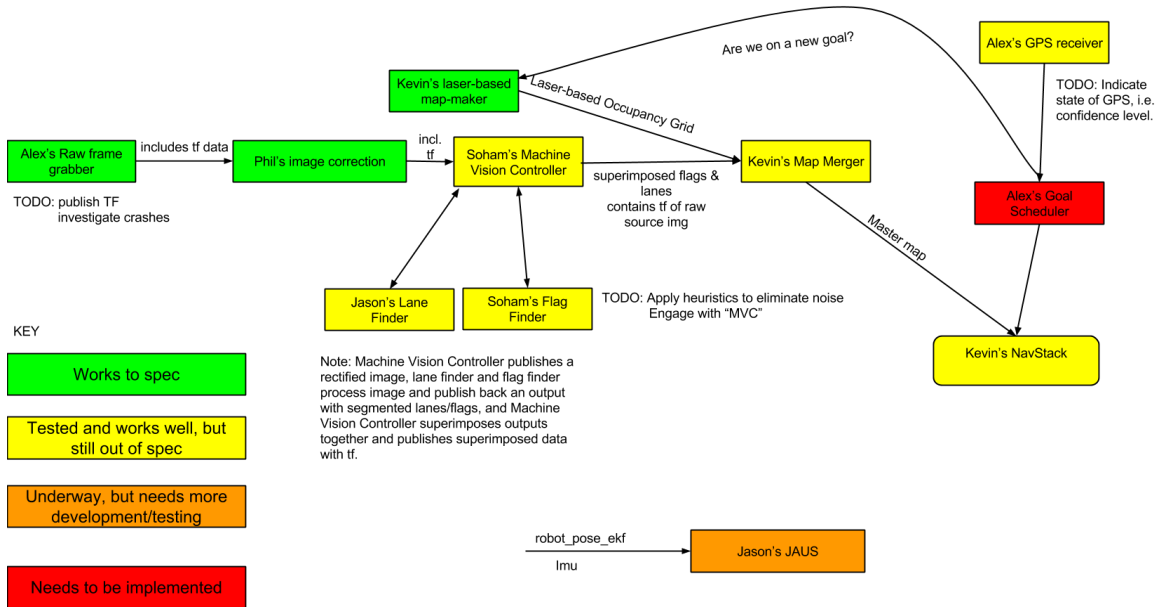 Are we on a new goal?
Alex's GPS receiver
Kevin's laser-based
map-maker
Laser-based Occupancy Grid
TODO: Indicate
state of GPS, i.e.
confidence level.
Alex's Raw frame
grabber
includes tf data
Phil's image correction
incl.
tf
Soham's Machine
Vision Controller
superimposed flags &
lanes
contains tf of raw
source img
Kevin's Map Merger
Alex's Goal
Scheduler
TODO: publish TF
investigate crashes
Master map
Jason's Lane
Finder
Soham's Flag
Finder
TODO: Apply heuristics to eliminate noise
Engage with “MVC”
Kevin's NavStack
KEY
Works to spec
Tested and works well, but
still out of spec
Underway, but needs more
development/testing
Needs to be implemented
Note: Machine Vision Controller publishes a
rectified image, lane finder and flag finder
process image and publish back an output
with segmented lanes/flags, and Machine
Vision Controller superimposes outputs
together and publishes superimposed data
with tf.
robot_pose_ekf
Imu
Jason's JAUS